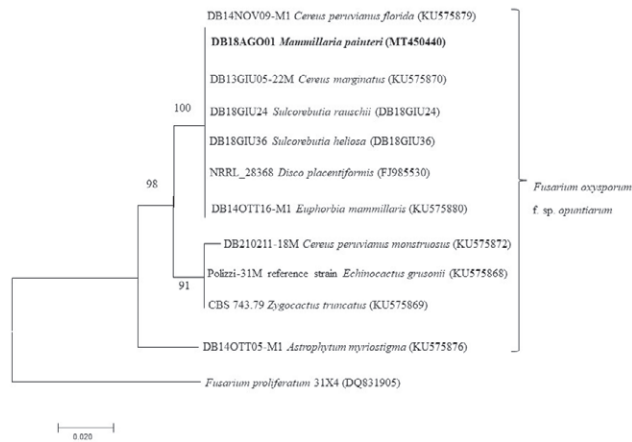 DB14NOV09-M1 Cereus peruvianus florida (KU575879)
DB18AGO01 Mammillaria painteri (MT450440)
DB13GIU05-22M Cereus marginatus (KU575870)
100
DB18GIU24 Sulcorebutia rauschii (DB18GIU24)
DB18GIU36 Sulcorebutia heliosa (DB18GIU36)
NRRL_28368 Disco placentiformis (FJ985530)
98
Fusarium oxysporum
f. sp. opuntiarum
DB14OTT16-M1 Euphorbia mammillaris (KU575880)
DB210211-18M Cereus peruvianus monstruosus (KU575872)
Polizzi-31M reference strain Echinocactus grusonii (KU575868)
91
CBS 743.79 Zygocactus truncatus (KU575869)
DB14OTT05-M1 Astrophytum myriostigma (KU575876)
Fusarium proliferatum 31X4 (DQ831905)
0.020